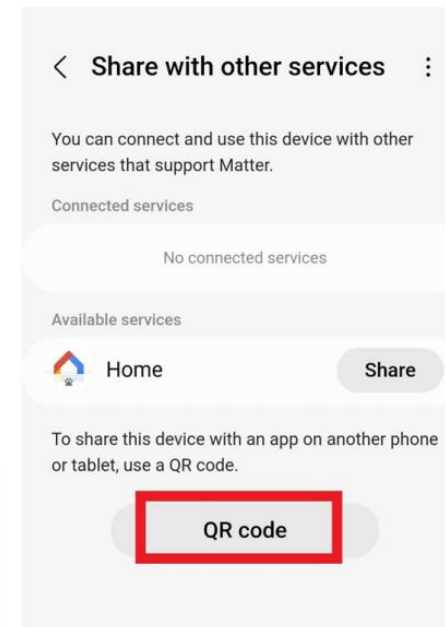 Share with other services
You can connect and use this device with other
services that support Matter.
Connected services
No connected services
Available services
Home
Share
To share this device with an app on another phone
or tablet, use a QR code.
QR code